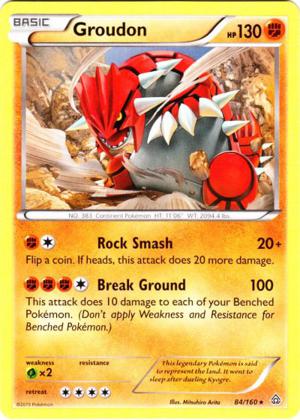 BASIC
Groudon HP 130
NO. 383 Continent Pokémon HT: 11'06" WT: 2094.4 lbs.
Rock Smash 20+
Flip a coin. If heads, this attack does 20 more damage.
Break Ground 100
This attack does 10 damage to each of your Benched
Pokémon. (Don't apply Weakness and Resistance for
Benched Pokémon.)
weakness resistance
×2
retreat
This legendary Pokémon is said
to represent the land. It went
to sleep after dueling Kyogre.
Illus. Mitsuhiro Arita
84/160 ★
©2015 Pokémon